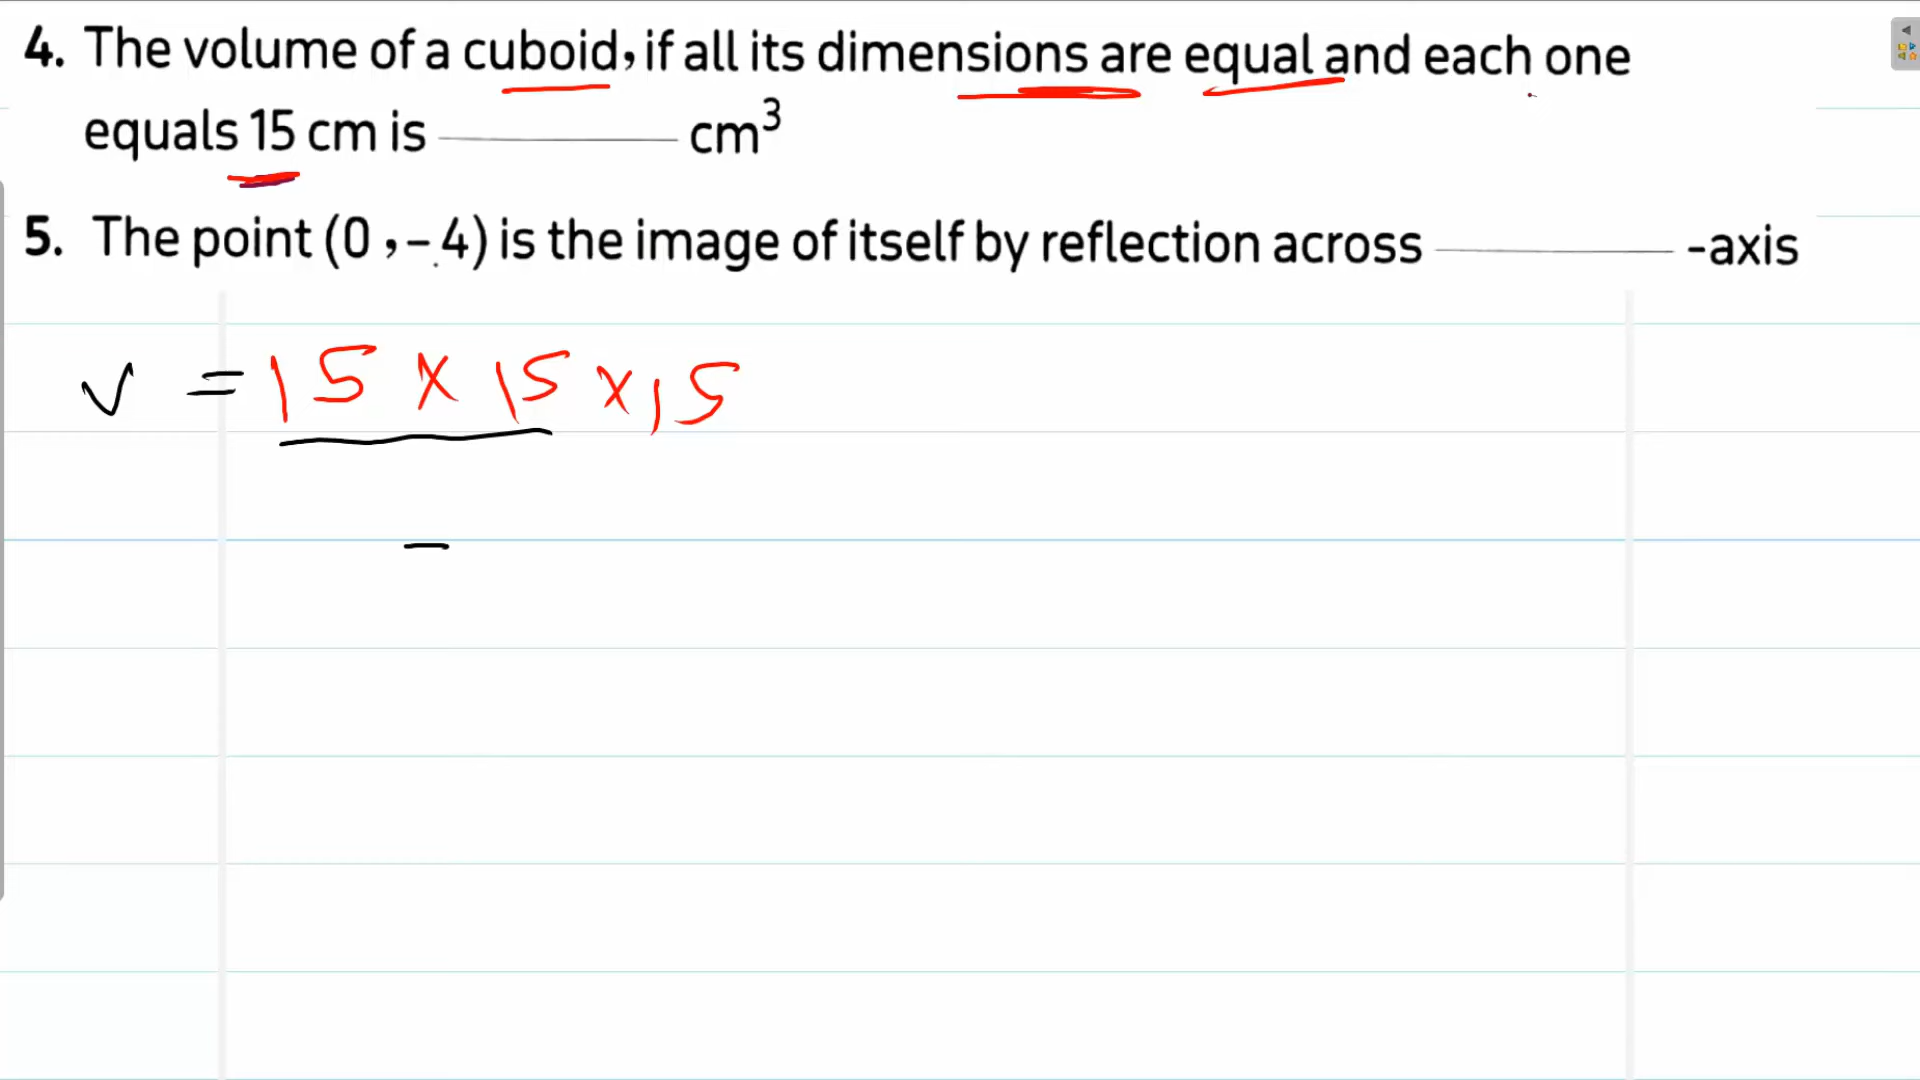 4. The volume of a cuboid, if all its dimensions are equal and each one
equals 15 cm is ________ cm³
5. The point (0, -4) is the image of itself by reflection across ________ -axis
v = 15 x 15 x 15